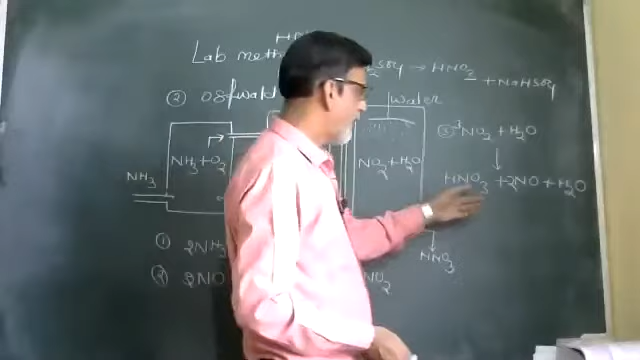 Lab meth
2SO4 → HNO3 + NaHSO4
② Ostwald
Water
NH3
NH3 + O2
NO2 + H2O
③ 3NO2 + H2O
↓
HNO3 + 2NO + H2O
① 2NH3
② 2NO
NO2
HNO3